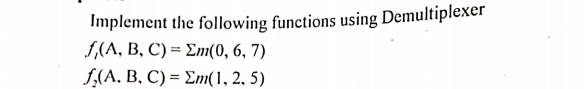 Implement the following functions using Demultiplexer
f₁(A, B, C) = Σm(0, 6, 7)
f₂(A. B, C) = Σm(1, 2. 5)